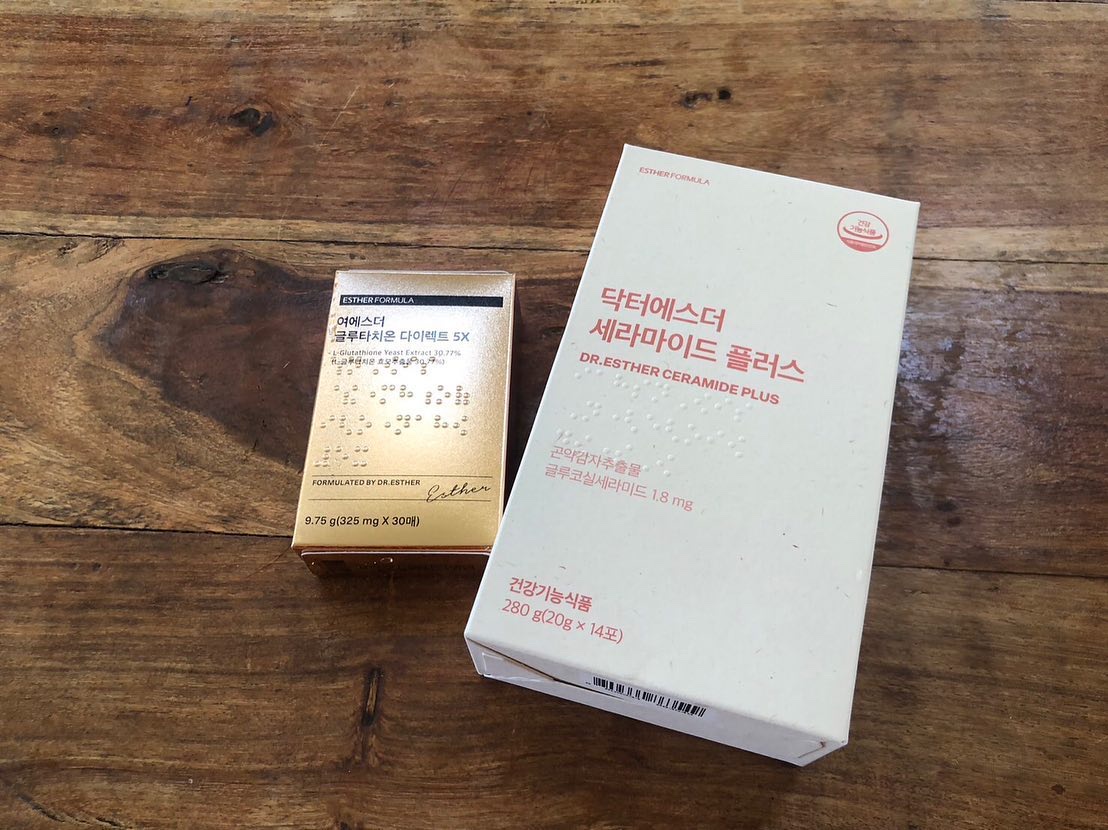 ESTHER FORMULA
여에스더
글루타치온 다이렉트 5X
L-Glutathione Yeast Extract 30.77%
FORMULATED BY DR.ESTHER
Esther
9.75 g(325 mg X 30매)
ESTHER FORMULA
건강
기능식품
닥터에스더
세라마이드 플러스
DR.ESTHER CERAMIDE PLUS
곤약감자추출물
글루코실세라미드 1.8 mg
건강기능식품
280 g(20g × 14포)